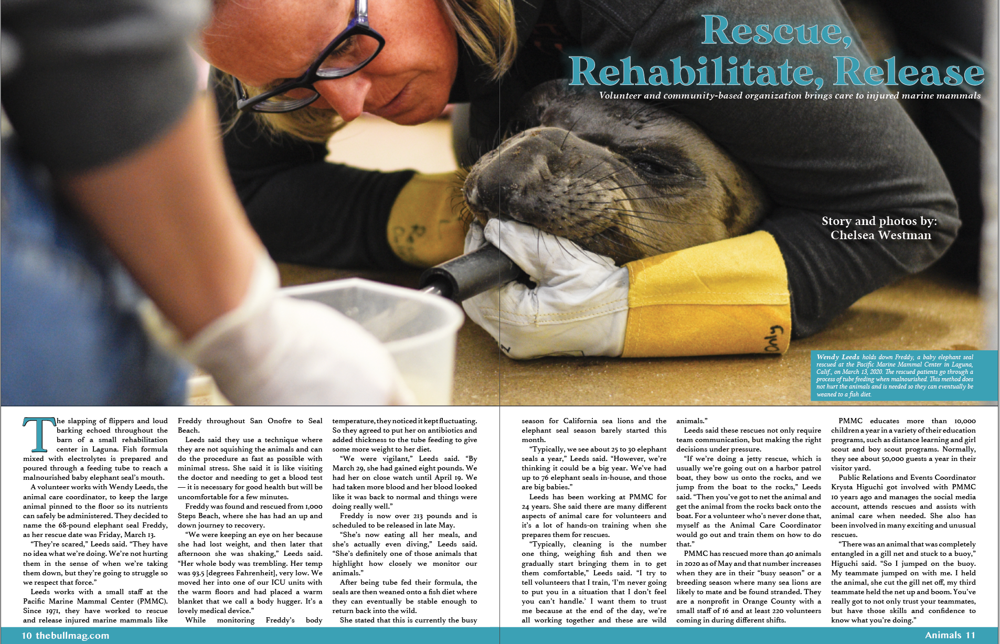 Rescue,
Rehabilitate, Release
Volunteer and community-based organization brings care to injured marine mammals
Story and photos by:
Chelsea Westman
Only
Wendy Leeds holds down Freddy, a baby elephant seal
rescued at the Pacific Marine Mammal Center in Laguna,
Calif., on March 13, 2020. The rescued patients go through a
process of tube feeding when malnourished. This method does
not hurt the animals and is needed so they can eventually be
weaned to a fish diet.
The slapping of flippers and loud
barking echoed throughout the
barn of a small rehabilitation
center in Laguna. Fish formula
mixed with electrolytes is prepared and
poured through a feeding tube to reach a
malnourished baby elephant seal’s mouth.
A volunteer works with Wendy Leeds, the
animal care coordinator, to keep the large
animal pinned to the floor so its nutrients
can safely be administered. They decided to
name the 68-pound elephant seal Freddy,
as her rescue date was Friday, March 13.
“They’re scared,” Leeds said. “They have
no idea what we’re doing. We’re not hurting
them in the sense of when we’re taking
them down, but they’re going to struggle so
we respect that force.”
Leeds works with a small staff at the
Pacific Marine Mammal Center (PMMC).
Since 1971, they have worked to rescue
and release injured marine mammals like
Freddy throughout San Onofre to Seal
Beach.
Leeds said they use a technique where
they are not squishing the animals and can
do the procedure as fast as possible with
minimal stress. She said it is like visiting
the doctor and needing to get a blood test
— it is necessary for good health but will be
uncomfortable for a few minutes.
Freddy was found and rescued from 1,000
Steps Beach, where she has had an up and
down journey to recovery.
“We were keeping an eye on her because
she had lost weight, and then later that
afternoon she was shaking,” Leeds said.
“Her whole body was trembling. Her temp
was 93.5 [degrees Fahrenheit], very low. We
moved her into one of our ICU units with
the warm floors and had placed a warm
blanket that we call a body hugger. It’s a
lovely medical device.”
While monitoring Freddy’s body
temperature, they noticed it kept fluctuating.
So they agreed to put her on antibiotics and
added thickness to the tube feeding to give
some more weight to her diet.
“We were vigilant,” Leeds said. “By
March 29, she had gained eight pounds. We
had her on close watch until April 19. We
had taken more blood and her blood looked
like it was back to normal and things were
doing really well.”
Freddy is now over 213 pounds and is
scheduled to be released in late May.
“She’s now eating all her meals, and
she’s actually even diving,” Leeds said.
“She’s definitely one of those animals that
highlight how closely we monitor our
animals.”
After being tube fed their formula, the
seals are then weaned onto a fish diet where
they can eventually be stable enough to
return back into the wild.
She stated that this is currently the busy
season for California sea lions and the
elephant seal season barely started this
month.
“Typically, we see about 25 to 30 elephant
seals a year,” Leeds said. “However, we’re
thinking it could be a big year. We’ve had
up to 76 elephant seals in-house, and those
are big babies.”
Leeds has been working at PMMC for
24 years. She said there are many different
aspects of animal care for volunteers and
it’s a lot of hands-on training when she
prepares them for rescues.
“Typically, cleaning is the number
one thing, weighing fish and then we
gradually start bringing them in to get
them comfortable,” Leeds said. “I try to
tell volunteers that I train, ‘I’m never going
to put you in a situation that I don’t feel
you can’t handle.’ I want them to trust
me because at the end of the day, we’re
all working together and these are wild
animals.”
Leeds said these rescues not only require
team communication, but making the right
decisions under pressure.
“If we’re doing a jetty rescue, which is
usually we’re going out on a harbor patrol
boat, they bow us onto the rocks, and we
jump from the boat to the rocks,” Leeds
said. “Then you’ve got to net the animal and
get the animal from the rocks back onto the
boat. For a volunteer who’s never done that,
myself as the Animal Care Coordinator
would go out and train them on how to do
that.”
PMMC has rescued more than 40 animals
in 2020 as of May and that number increases
when they are in their “busy season” or a
breeding season where many sea lions are
likely to mate and be found stranded. They
are a nonprofit in Orange County with a
small staff of 16 and at least 220 volunteers
coming in during different shifts.
PMMC educates more than 10,000
children a year in a variety of their education
programs, such as distance learning and girl
scout and boy scout programs. Normally,
they see about 50,000 guests a year in their
visitor yard.
Public Relations and Events Coordinator
Krysta Higuchi got involved with PMMC
10 years ago and manages the social media
account, attends rescues and assists with
animal care when needed. She also has
been involved in many exciting and unusual
rescues.
“There was an animal that was completely
entangled in a gill net and stuck to a buoy,”
Higuchi said. “So I jumped on the buoy.
My teammate jumped on with me. I held
the animal, she cut the gill net off, my third
teammate held the net up and boom. You’ve
really got to not only trust your teammates,
but have those skills and confidence to
know what you’re doing.”
10 thebullmag.com
Animals 11